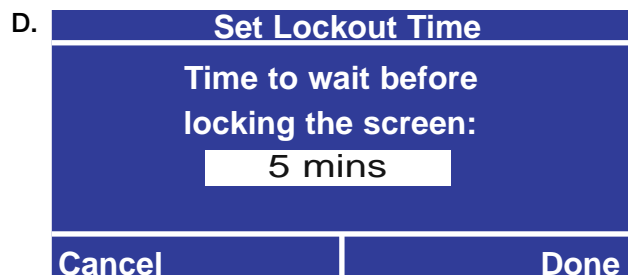 D.
Set Lockout Time
Time to wait before
locking the screen:
5 mins
Cancel Done